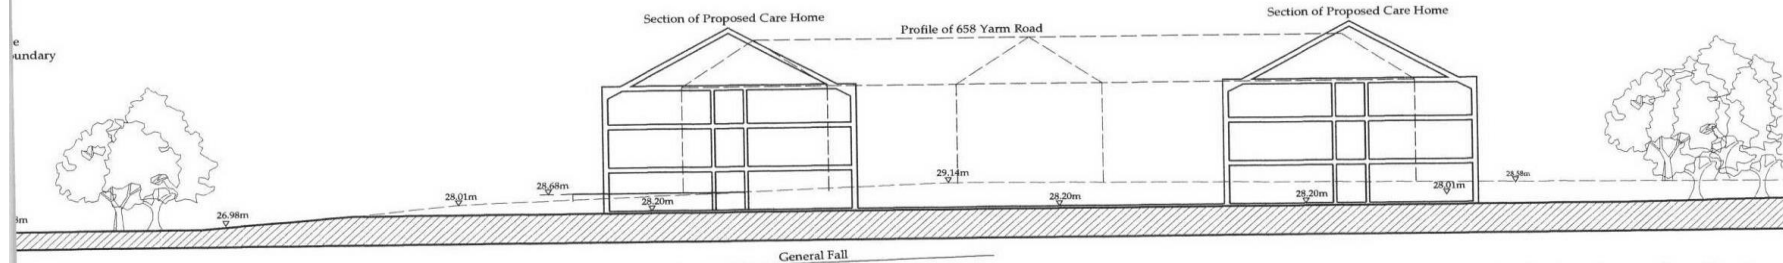 Section of Proposed Care Home
Profile of 658 Yarm Road
Section of Proposed Care Home
e
undary
28.01m
28.68m
28.20m
29.14m
28.20m
28.20m
28.01m
28.58m
26.98m
General Fall